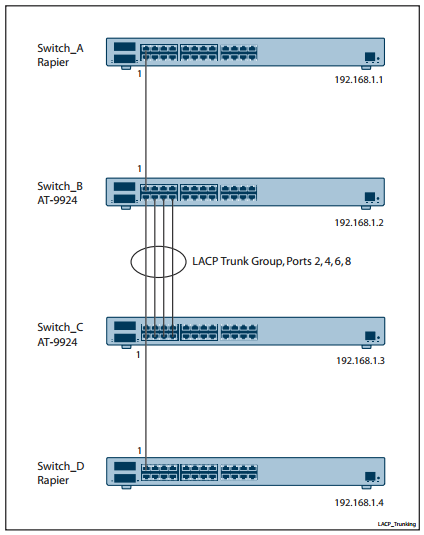 Switch_A
Rapier
1
192.168.1.1
1
Switch_B
AT-9924
192.168.1.2
LACP Trunk Group, Ports 2, 4, 6, 8
Switch_C
AT-9924
1
192.168.1.3
1
Switch_D
Rapier
192.168.1.4
LACP_Trunking